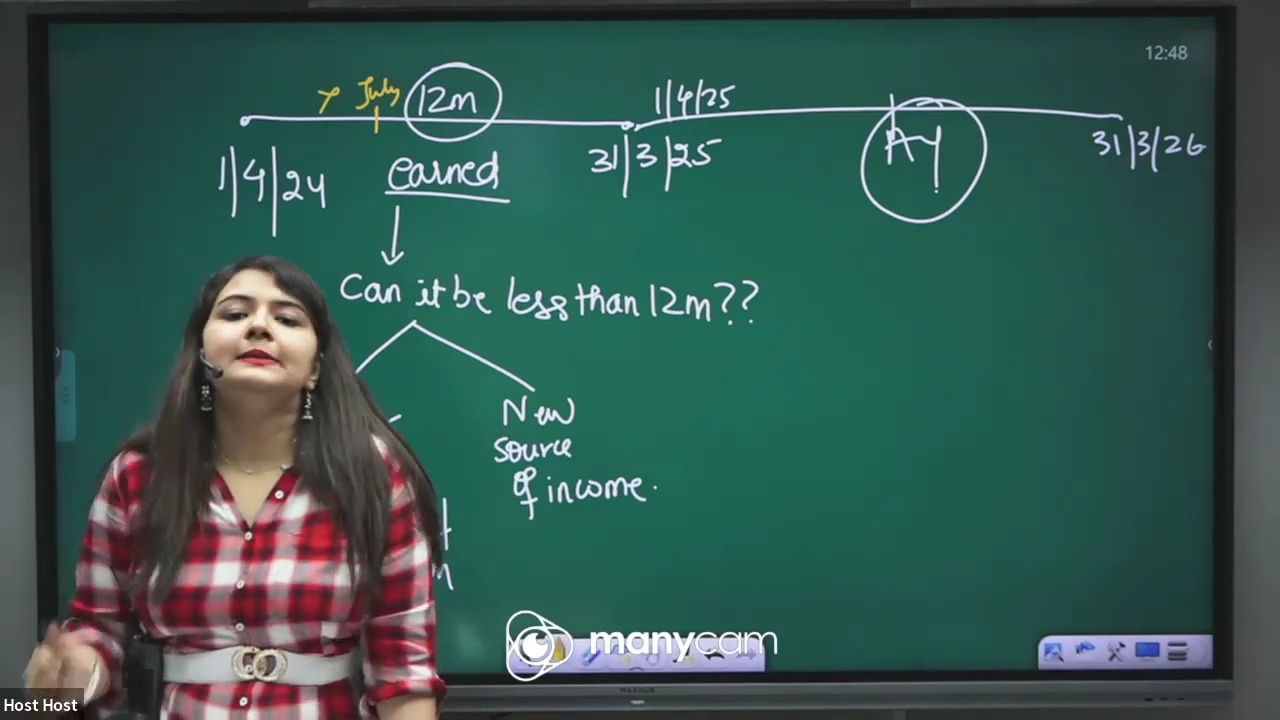 12:48
July
12m
1/4/25
1/4/24
earned
31/3/25
AY
31/3/26
Can it be less than 12m??
New
source
of income.
manycam
MAXHUB
Host Host